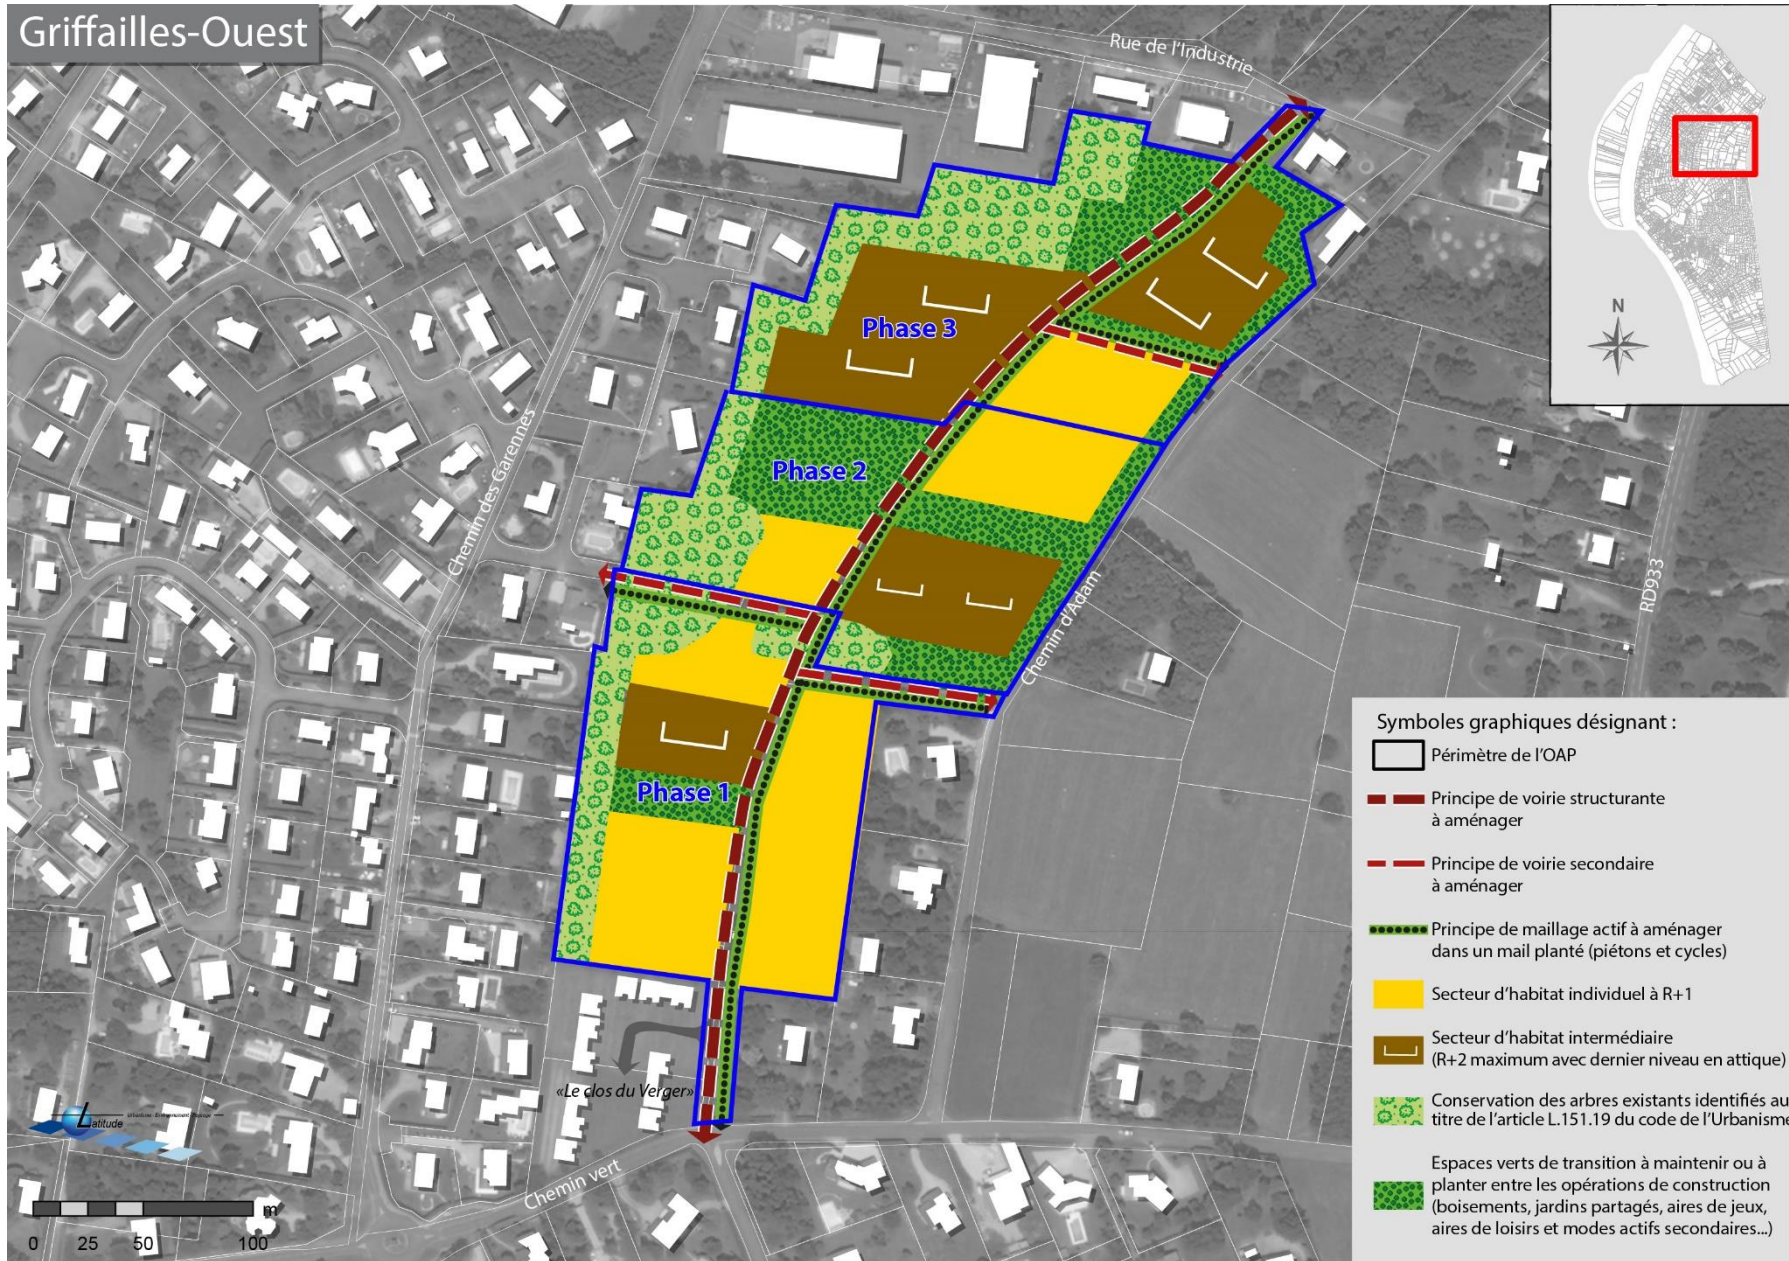 Griffailles-Ouest
Rue de l'Industrie
N
Phase 3
Chemin des Garennes
Phase 2
RD933
Chemin d'Adam
Phase 1
«Le clos du Verger»
Chemin vert
Latitude
m
0 25 50 100
Symboles graphiques désignant :
Périmètre de l'OAP
Principe de voirie structurante
à aménager
Principe de voirie secondaire
à aménager
Principe de maillage actif à aménager
dans un mail planté (piétons et cycles)
Secteur d'habitat individuel à R+1
Secteur d'habitat intermédiaire
(R+2 maximum avec dernier niveau en attique)
Conservation des arbres existants identifiés au
titre de l'article L.151.19 du code de l'Urbanisme
Espaces verts de transition à maintenir ou à
planter entre les opérations de construction
(boisements, jardins partagés, aires de jeux,
aires de loisirs et modes actifs secondaires...)